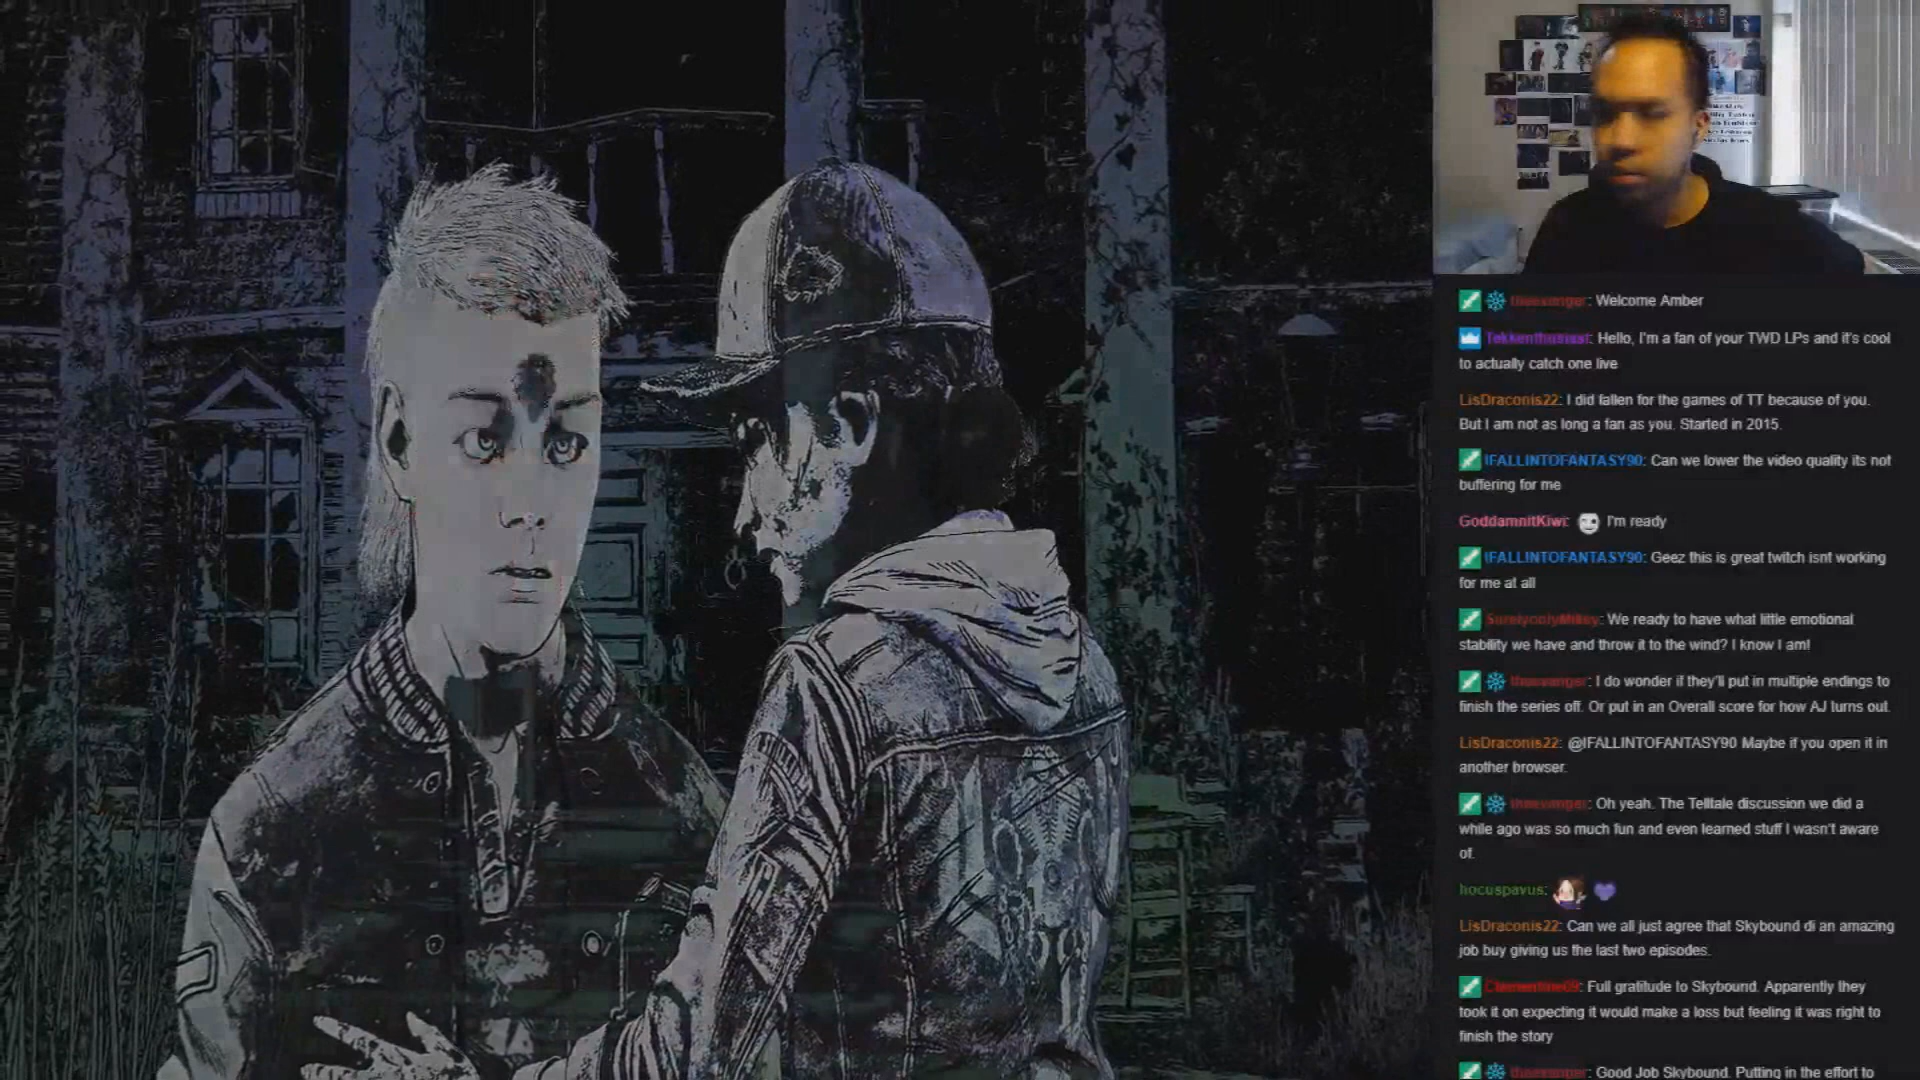 Welcome Amber
Tekkenthusiast: Hello, I'm a fan of your TWD LPs and it's cool
to actually catch one live
LisDraconis22: I did fallen for the games of TT because of you.
But I am not as long a fan as you. Started in 2015.
IFALLINTOFANTASY90: Can we lower the video quality its not
buffering for me
GoddamnitKiwi: I'm ready
IFALLINTOFANTASY90: Geez this is great twitch isnt working
for me at all
SurelyonlyMilksy: We ready to have what little emotional
stability we have and throw it to the wind? I know I am!
I do wonder if they'll put in multiple endings to
finish the series off. Or put in an Overall score for how AJ turns out.
LisDraconis22: @IFALLINTOFANTASY90 Maybe if you open it in
another browser.
Oh yeah. The Telltale discussion we did a
while ago was so much fun and even learned stuff I wasn't aware
of.
hocuspavus:
LisDraconis22: Can we all just agree that Skybound di an amazing
job buy giving us the last two episodes.
Clementine09: Full gratitude to Skybound. Apparently they
took it on expecting it would make a loss but feeling it was right to
finish the story
Good Job Skybound. Putting in the effort to